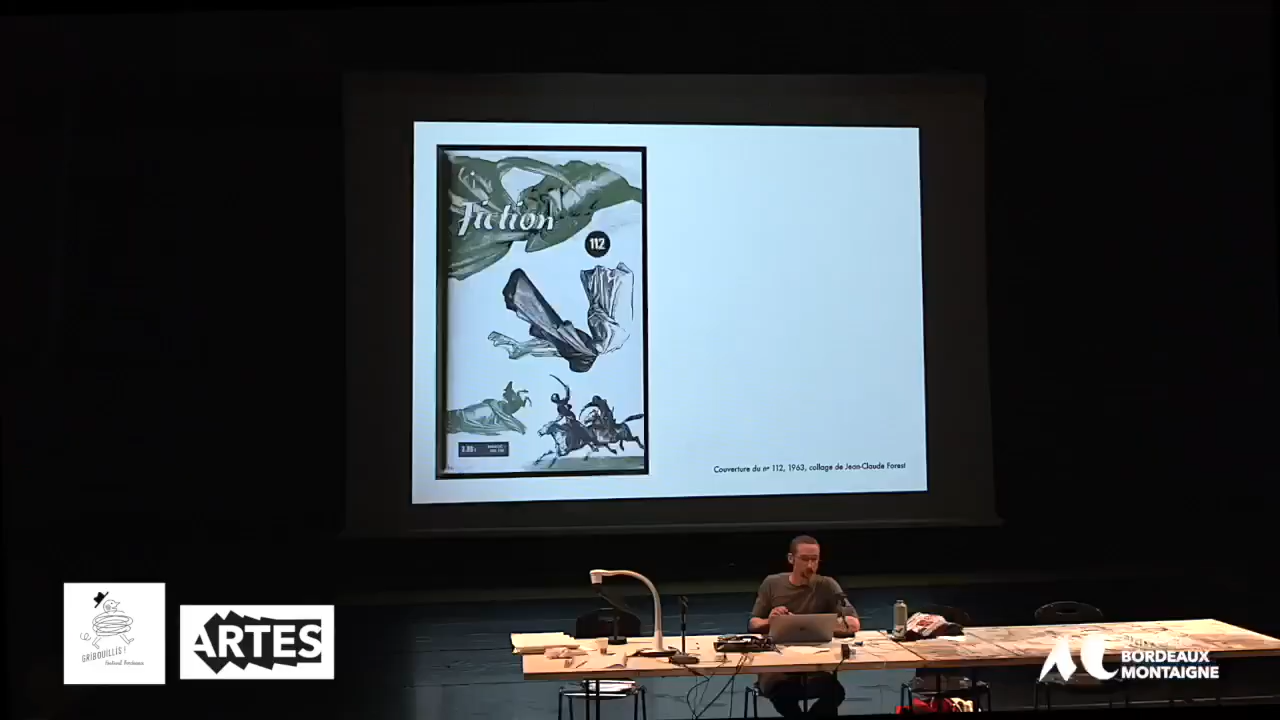 fiction
112
Couverture du nº 112, 1963, collage de Jean-Claude Forest
GRIBOUILLIS !
ARTES
BORDEAUX
MONTAIGNE